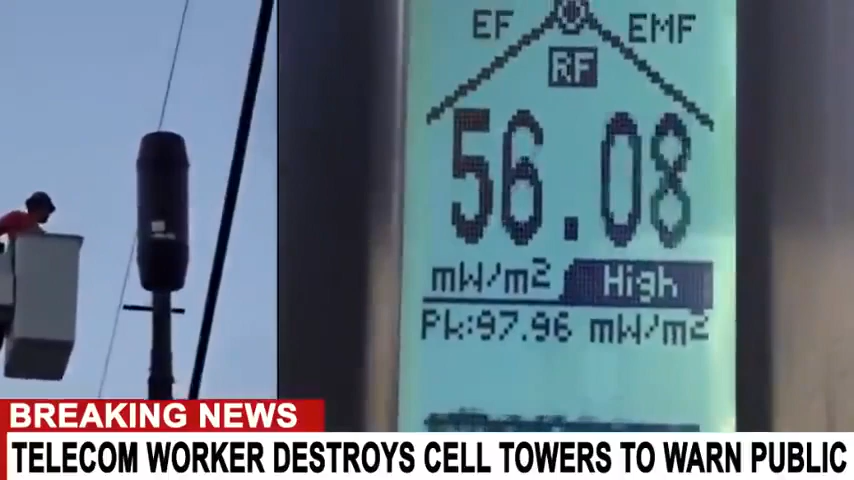 EF
EMF
RF
56.08
mW/m2 High
Pk:97.96 mW/m2
BREAKING NEWS
TELECOM WORKER DESTROYS CELL TOWERS TO WARN PUBLIC